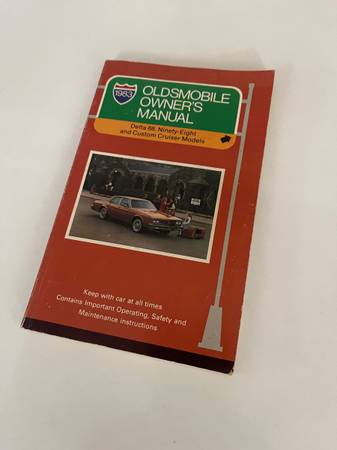 1983
OLDSMOBILE
OWNER'S
MANUAL
Delta 88, Ninety-Eight
and Custom Cruiser Models
Keep with car at all times
Contains Important Operating, Safety and
Maintenance instructions